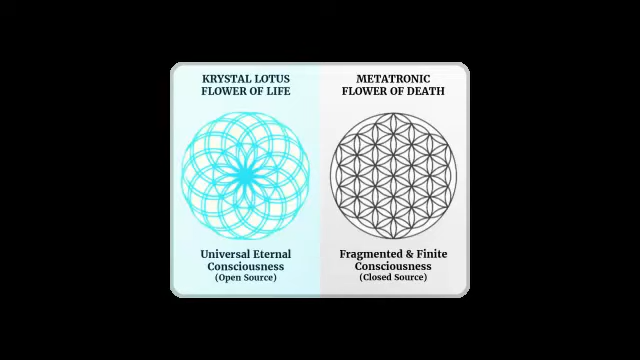 KRYSTAL LOTUS
FLOWER OF LIFE
Universal Eternal
Consciousness
(Open Source)
METATRONIC
FLOWER OF DEATH
Fragmented & Finite
Consciousness
(Closed Source)